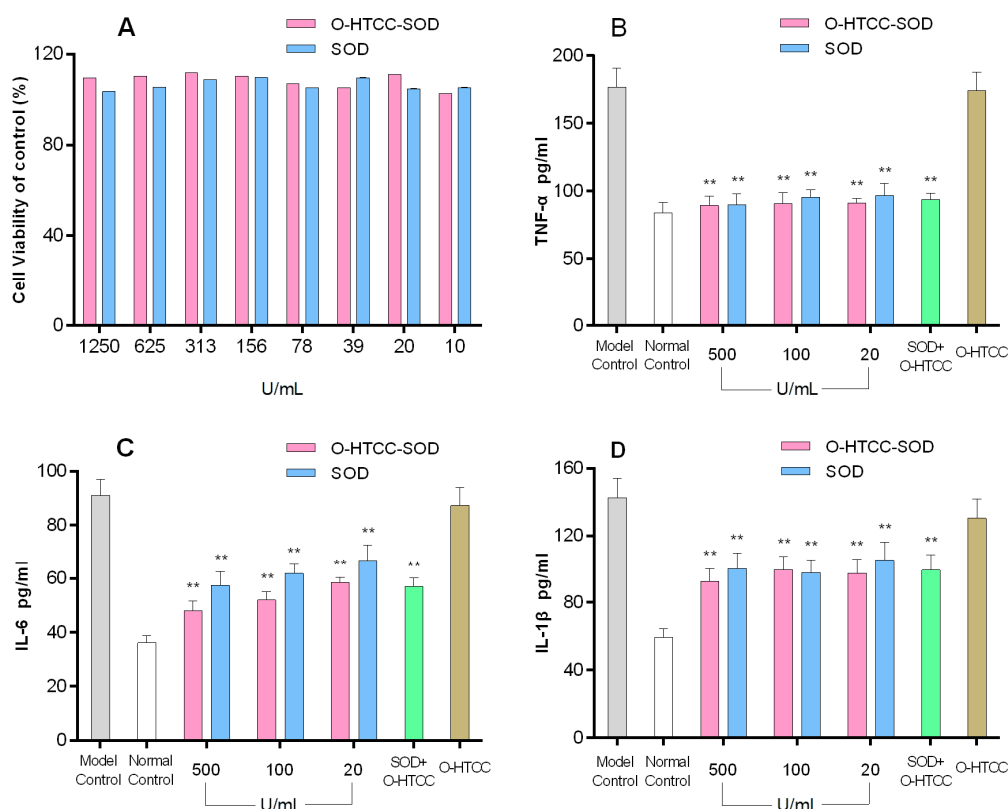 A
O-HTCC-SOD
SOD
Cell Viability of control (%)
120
80
40
0
1250 625 313 156 78 39 20 10
U/mL
B
O-HTCC-SOD
SOD
TNF-α pg/ml
200
150
100
50
0
** ** ** ** ** ** **
Model Control
Normal Control
500 100 20
U/mL
SOD+ O-HTCC
O-HTCC
C
O-HTCC-SOD
SOD
IL-6 pg/ml
100
80
60
40
20
0
** ** ** ** ** ** **
Model Control
Normal Control
500 100 20
U/mL
SOD+ O-HTCC
O-HTCC
D
O-HTCC-SOD
SOD
IL-1β pg/ml
160
120
80
40
0
** ** ** ** ** ** **
Model Control
Normal Control
500 100 20
U/mL
SOD+ O-HTCC
O-HTCC